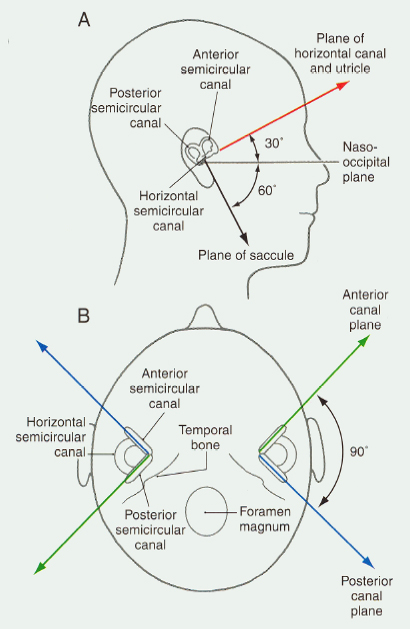 A
Anterior
semicircular
canal
Plane of
horizontal canal
and utricle
Posterior
semicircular
canal
30°
Naso-
occipital
plane
60°
Horizontal
semicircular
canal
Plane of saccule
B
Anterior
canal
plane
Anterior
semicircular
canal
Horizontal
semicircular
canal
Temporal
bone
90°
Posterior
semicircular
canal
Foramen
magnum
Posterior
canal
plane